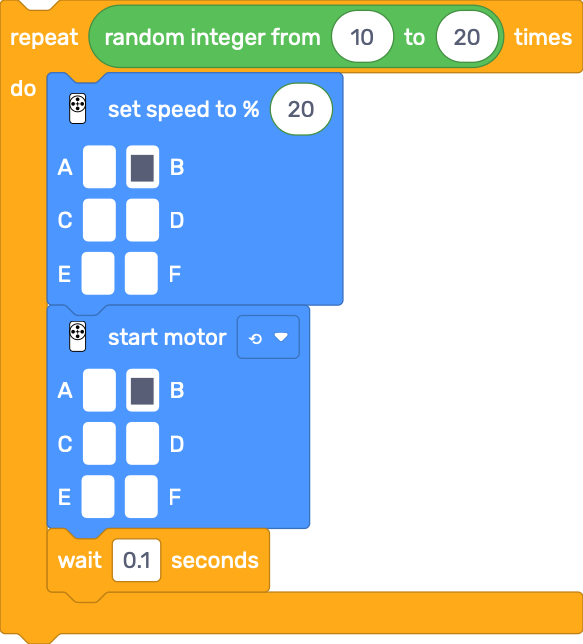 repeat random integer from 10 to 20 times
do
set speed to % 20
A B
C D
E F
start motor
A B
C D
E F
wait 0.1 seconds